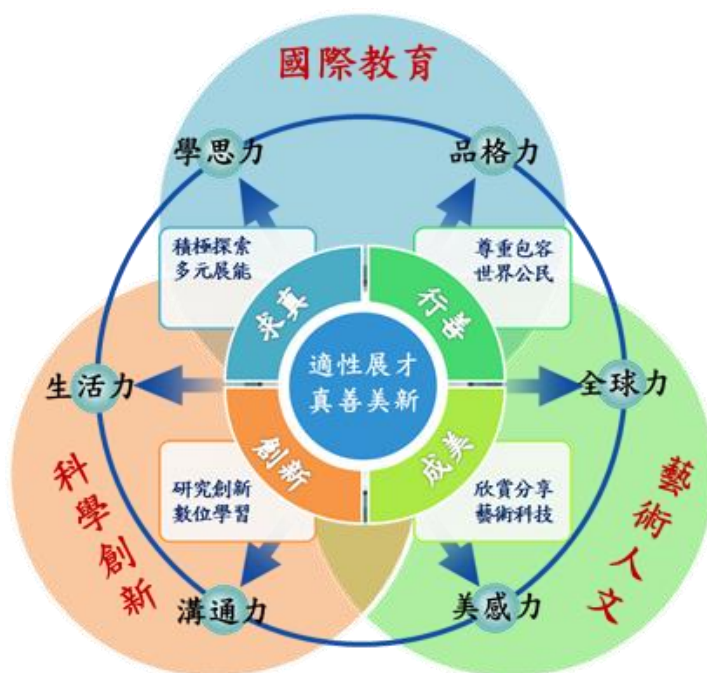 國際教育
學思力
品格力
積極探索
多元展能
尊重包容
世界公民
求真
行善
適性展才
真善美新
生活力
全球力
創新
成美
研究創新
數位學習
欣賞分享
藝術科技
科學創新
藝術人文
溝通力
美感力